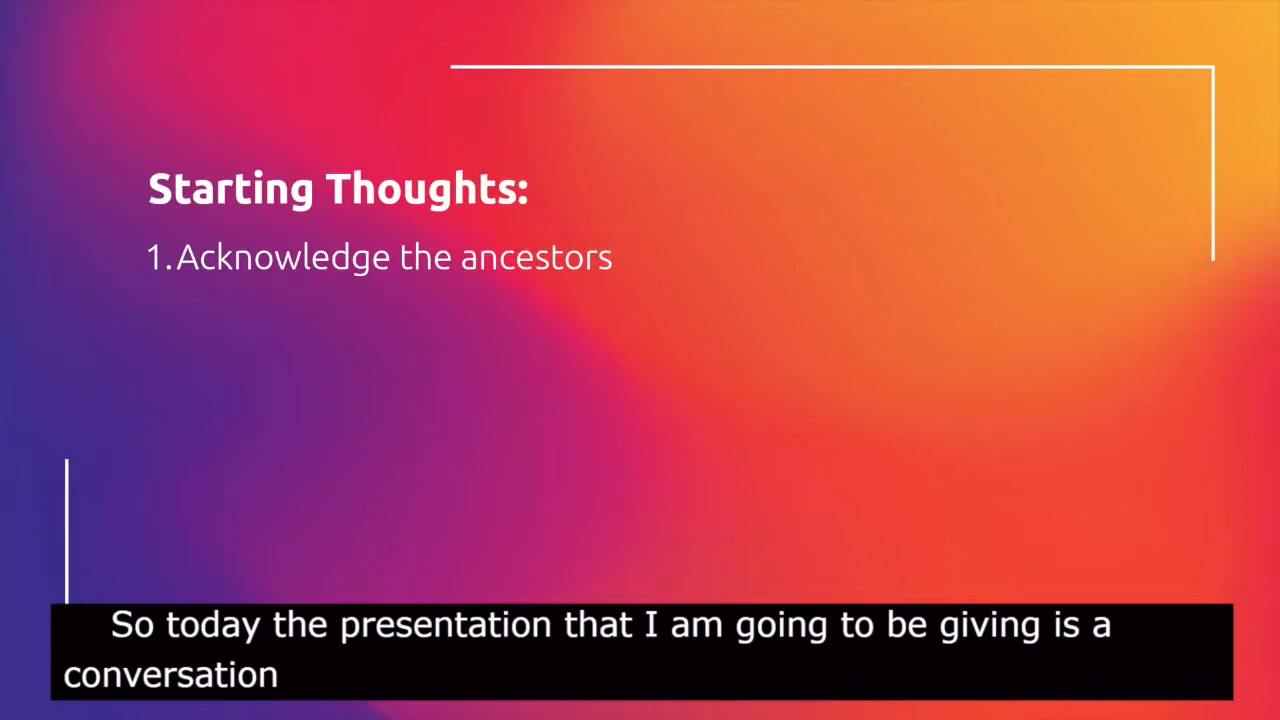 Starting Thoughts:
1.Acknowledge the ancestors
So today the presentation that I am going to be giving is a
conversation